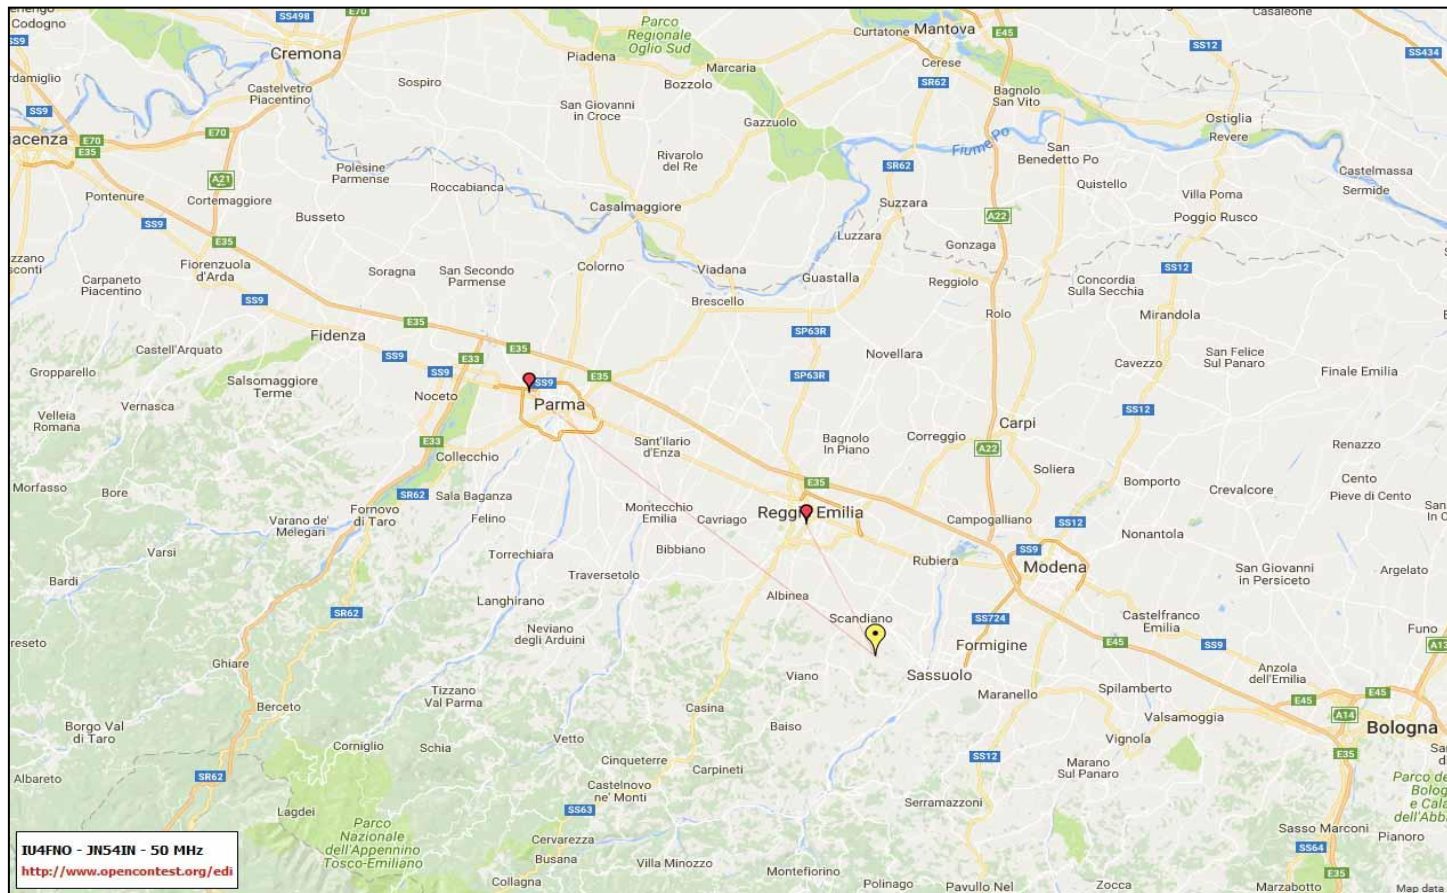 SS498
Casaleone
Codogno
Cremona
Parco
Regionale
Oglio Sud
Curtatone
Mantova
E45
SS12
SS434
SS9
Piadena
Marcaria
Cerese
Castelvetro
Piacentino
Sospiro
Bozzolo
SR62
Bagnolo
San Vito
San Giovanni
in Croce
Gazzuolo
Ostiglia
Revere
SS9
E70
E70
E35
acenza
Fiume Po
San
Benedetto Po
Rivarolo
del Re
SR62
Polesine
Parmense
Castelmassa
Sermide
A21
Roccabianca
Quistello
Villa Poma
Pontenure
Cortemaggiore
Busseto
Casalmaggiore
Suzzara
A22
Poggio Rusco
SS9
E35
Luzzara
Gonzaga
Fiorenzuola
d'Arda
Soragna
San Secondo
Parmense
Colorno
Viadana
Guastalla
Reggiolo
Concordia
Sulla Secchia
SS12
Carpaneto
Piacentino
SS9
Brescello
Rolo
Mirandola
Fidenza
E35
SP63R
Castell'Arquato
SS9
E35
E33
Novellara
Cavezzo
San Felice
Sul Panaro
Gropparello
SS9
SS9
E35
SP63R
Finale Emilia
Salsomaggiore
Terme
Noceto
Parma
Vernasca
Velleia
Romana
SS12
E33
Sant'Ilario
d'Enza
Bagnolo
In Piano
Correggio
Carpi
A22
Renazzo
Collecchio
Soliera
Cento
Morfasso
Bore
SR62
Sala Baganza
E35
Bomporto
Crevalcore
Pieve di Cento
Fornovo
di Taro
Felino
Montecchio
Emilia
Cavriago
Reggio Emilia
Campogalliano
SS12
Varano de'
Melegari
Nonantola
Varsi
Torrechiara
Bibbiano
Rubiera
SS9
Modena
San Giovanni
in Persiceto
Argelato
Bardi
Traversetolo
Albinea
Langhirano
SR62
Scandiano
SS724
Castelfranco
Emilia
Funo
Neviano
degli Arduini
Formigine
E45
SS9
Ghiare
Viano
Sassuolo
Anzola
dell'Emilia
Tizzano
Val Parma
Maranello
Spilamberto
E45
E45
Berceto
Casina
Valsamoggia
A14
Bologna
Borgo Val
di Taro
Baiso
Corniglio
Schia
Vetto
Vignola
E35
SS12
Cinqueterre
Carpineti
Marano
Sul Panaro
Albareto
SR62
Castelnovo
ne' Monti
Serramazzoni
Lagdei
SS63
Parco
Nazionale
dell'Appennino
Tosco-Emiliano
Cervarezza
Busana
Villa Minozzo
Sasso Marconi
Pianoro
SS64
Montefiorino
Collagna
Polinago
Pavullo Nel
Zocca
Marzabotto
E35
Map data
IU4FNO - JN54IN - 50 MHz
http://www.opencontest.org/edi